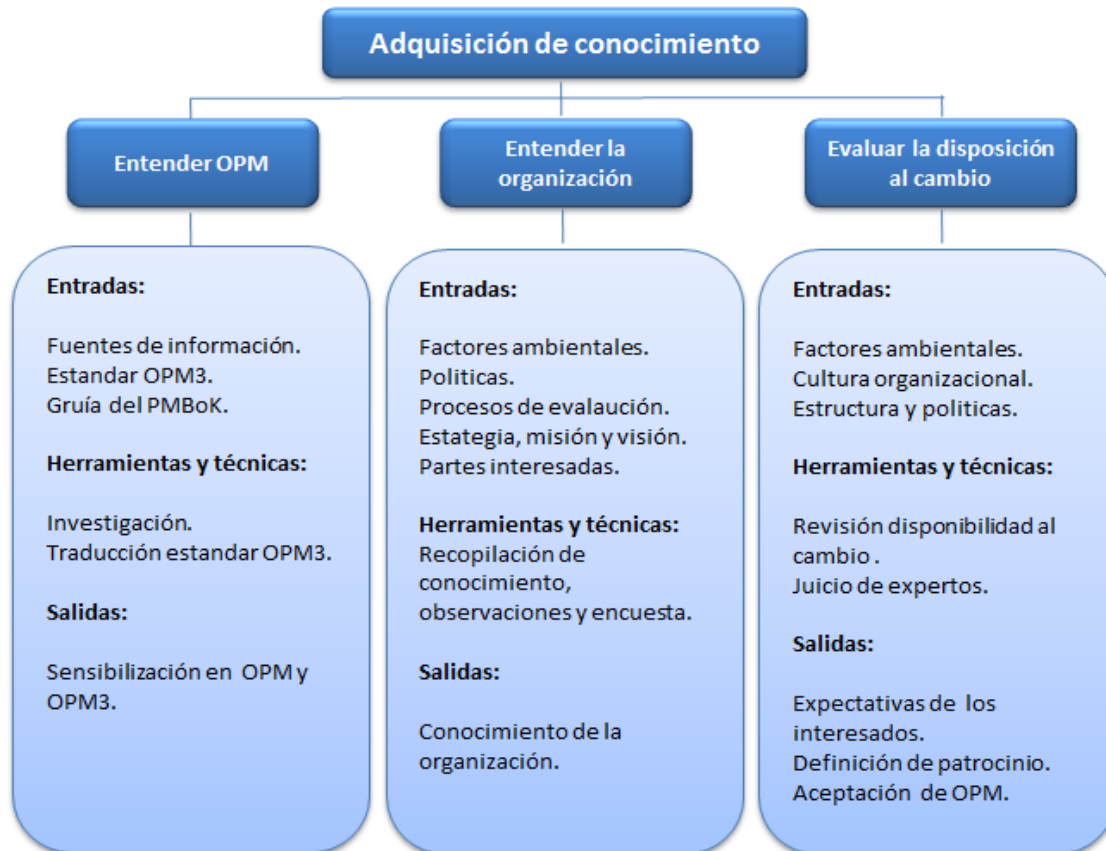 Adquisición de conocimiento
Entender OPM
Entender la
organización
Evaluar la disposición
al cambio
Entradas:
Fuentes de información.
Estandar OPM3.
Gruía del PMBoK.
Herramientas y técnicas:
Investigación.
Traducción estandar OPM3.
Salidas:
Sensibilización en OPM y
OPM3.
Entradas:
Factores ambientales.
Politicas.
Procesos de evalaución.
Estategia, misión y visión.
Partes interesadas.
Herramientas y técnicas:
Recopilación de
conocimiento,
observaciones y encuesta.
Salidas:
Conocimiento de la
organización.
Entradas:
Factores ambientales.
Cultura organizacional.
Estructura y politicas.
Herramientas y técnicas:
Revisión disponibilidad al
cambio .
Juicio de expertos.
Salidas:
Expectativas de los
interesados.
Definición de patrocinio.
Aceptación de OPM.